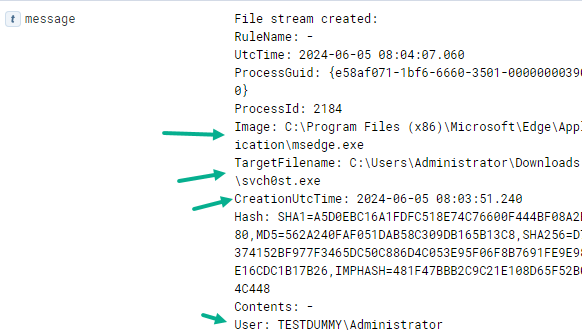 t message
File stream created:
RuleName: -
UtcTime: 2024-06-05 08:04:07.060
ProcessGuid: {e58af071-1bf6-6660-3501-00000000390
0}
ProcessId: 2184
Image: C:\Program Files (x86)\Microsoft\Edge\Appl
ication\msedge.exe
TargetFilename: C:\Users\Administrator\Downloads
\svch0st.exe
CreationUtcTime: 2024-06-05 08:03:51.240
Hash: SHA1=A5D0EBC16A1FDFC518E74C76600F444BF08A2
80,MD5=562A240FAF051DAB58C309DB165B13C8,SHA256=D
374152BF977F3465DC50C886D4C053E95F06F8B7691FE9E9
E16CDC1B17B26,IMPHASH=481F47BBB2C9C21E108D65F52B
4C448
Contents: -
User: TESTDUMMY\Administrator